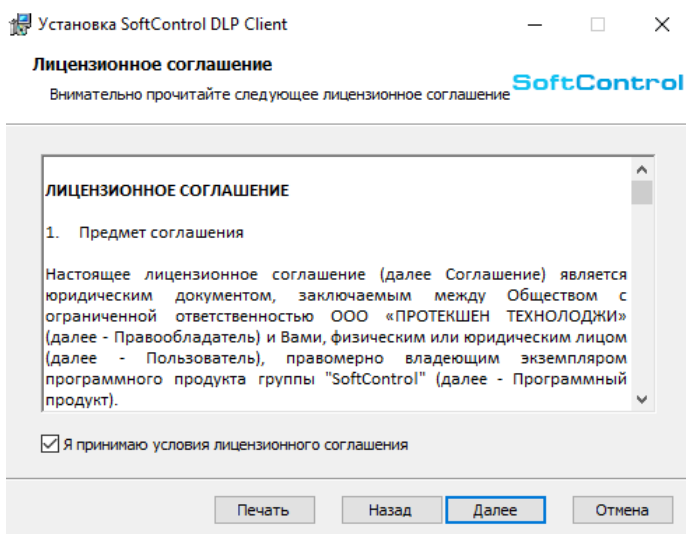 Установка SoftControl DLP Client
Лицензионное соглашение
Внимательно прочитайте следующее лицензионное соглашение
SoftControl
ЛИЦЕНЗИОННОЕ СОГЛАШЕНИЕ
1. Предмет соглашения
Настоящее лицензионное соглашение (далее Соглашение) является
юридическим документом, заключаемым между Обществом с
ограниченной ответственностью ООО «ПРОТЕКШЕН ТЕХНОЛОДЖИ»
(далее - Правообладатель) и Вами, физическим или юридическим лицом
(далее - Пользователь), правомерно владеющим экземпляром
программного продукта группы "SoftControl" (далее - Программный
продукт).
Я принимаю условия лицензионного соглашения
Печать
Назад
Далее
Отмена